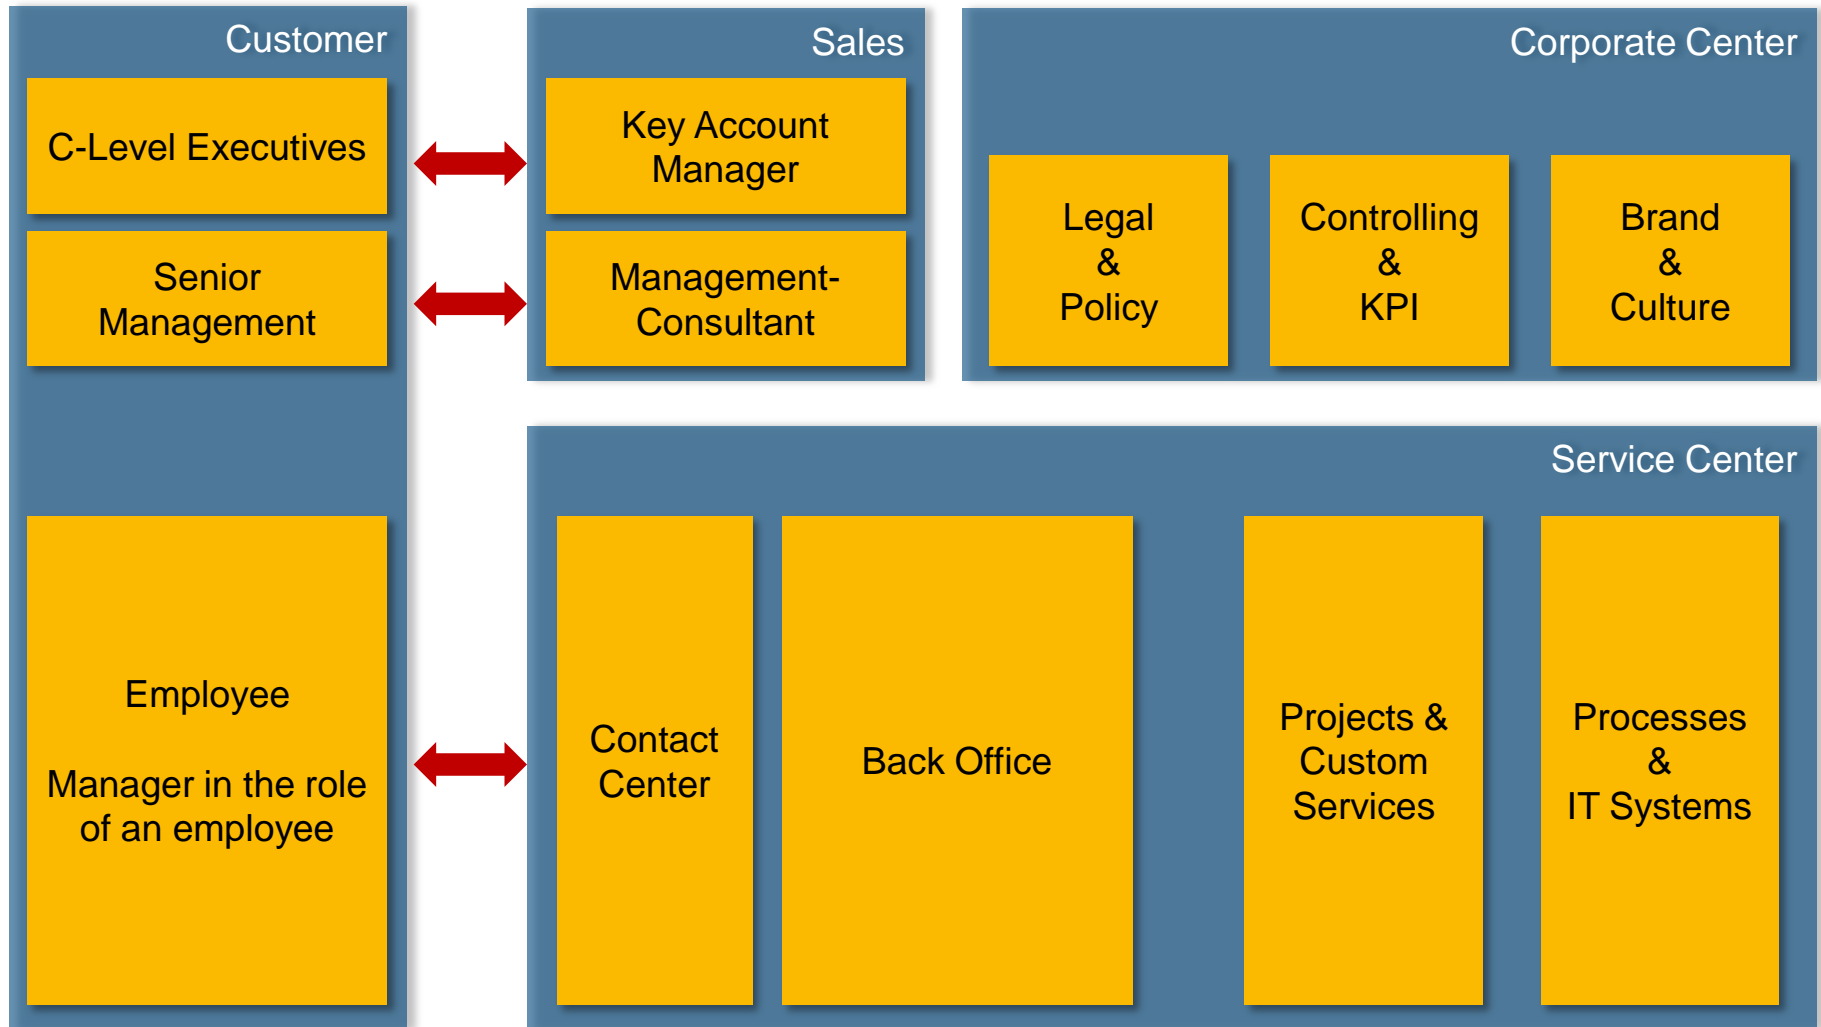 Customer
C-Level Executives
Senior
Management
Employee
Manager in the role
of an employee
Sales
Key Account
Manager
Management-
Consultant
Corporate Center
Legal
&
Policy
Controlling
&
KPI
Brand
&
Culture
Service Center
Contact
Center
Back Office
Projects &
Custom
Services
Processes
&
IT Systems